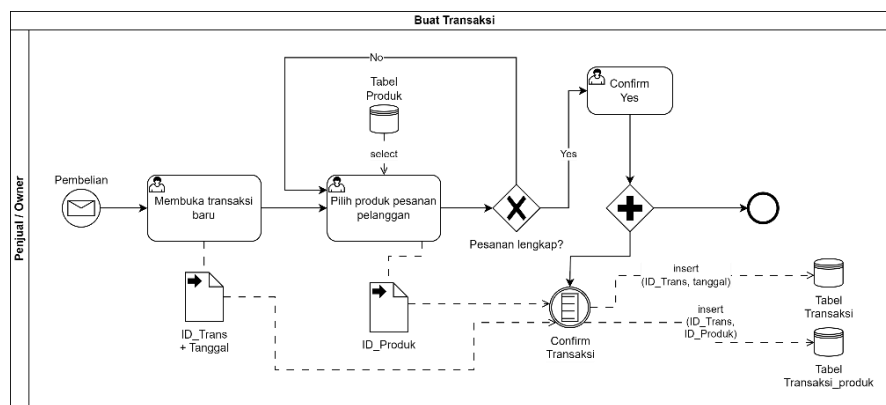 Buat Transaksi
Penjual / Owner
Pembelian
Membuka transaksi
baru
Tabel
Produk
select
Pilih produk pesanan
pelanggan
No
Pesanan lengkap?
Yes
Confirm
Yes
ID_Trans
+ Tanggal
ID_Produk
Confirm
Transaksi
insert
(ID_Trans, tanggal)
Tabel
Transaksi
insert
(ID_Trans,
ID_Produk)
Tabel
Transaksi_produk